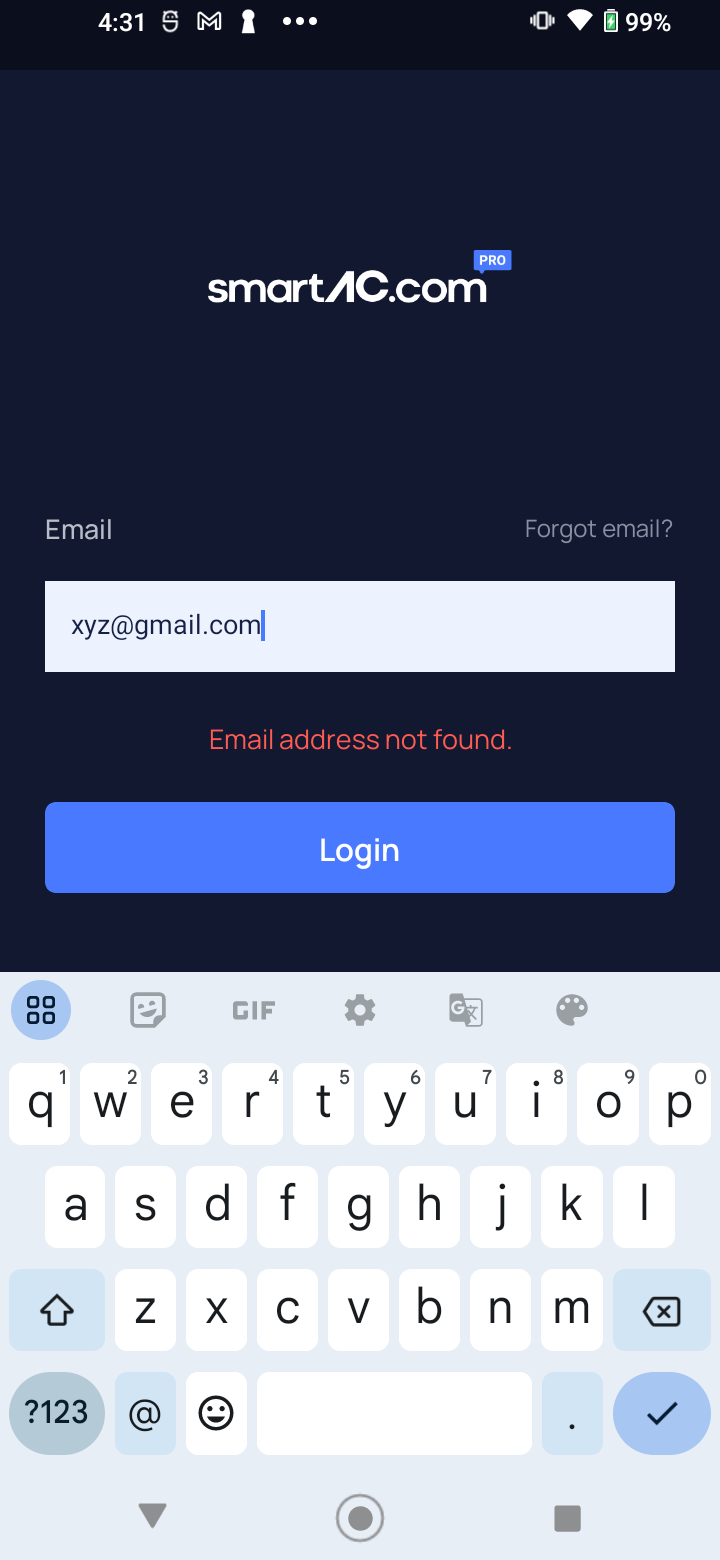 4:31 99%
PRO
smartAC.com
Email Forgot email?
xyz@gmail.com
Email address not found.
Login
GIF G
1 2 3 4 5 6 7 8 9 0
q w e r t y u i o p
a s d f g h j k l
z x c v b n m
?123 @ .